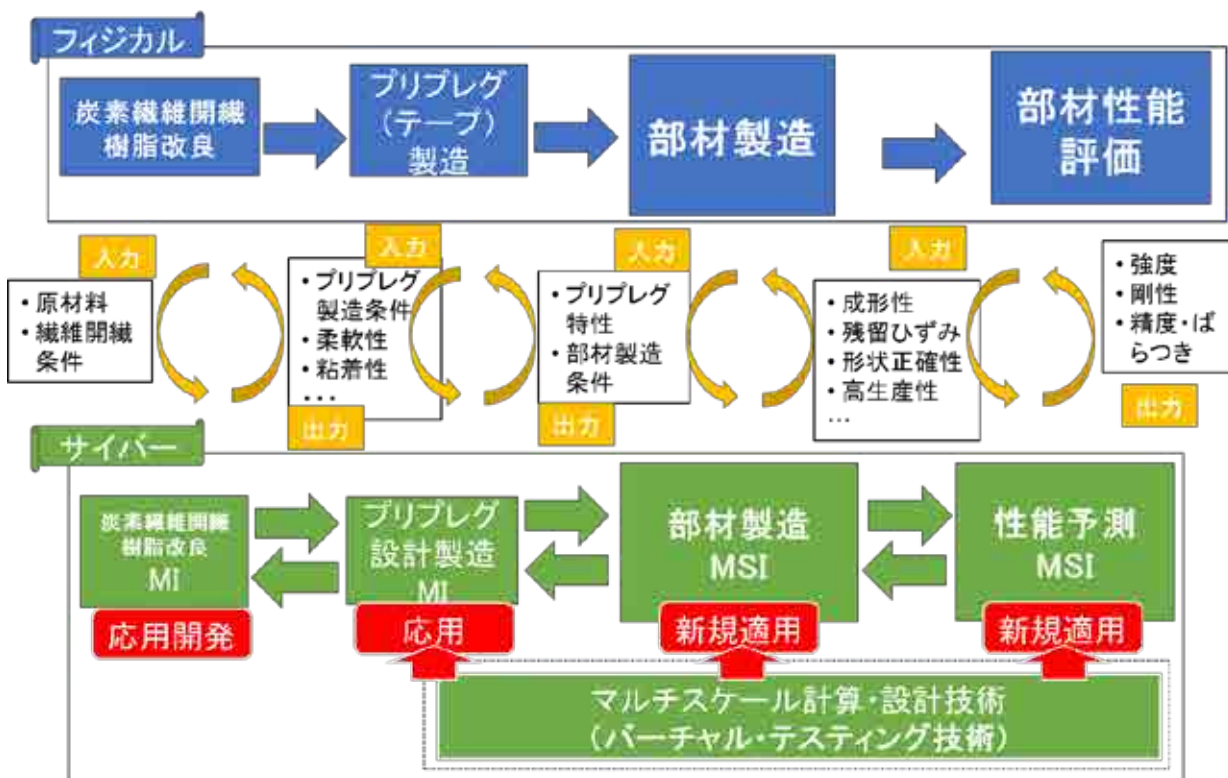 フィジカル
炭素繊維開繊
樹脂改良
プリプレグ
(テープ)
製造
部材製造
部材性能
評価
入力
入力
入力
入力
・原材料
・繊維開繊
条件
・プリプレグ
製造条件
・柔軟性
・粘着性
…
・プリプレグ
特性
・部材製造
条件
・成形性
・残留ひずみ
・形状正確性
・高生産性
…
・強度
・剛性
・精度・ば
らつき
出力
出力
出力
サイバー
炭素繊維開繊
樹脂改良
MI
プリプレグ
設計製造
MI
部材製造
MSI
性能予測
MSI
応用開発
応用
新規適用
新規適用
マルチスケール計算・設計技術
(バーチャル・テスティング技術)